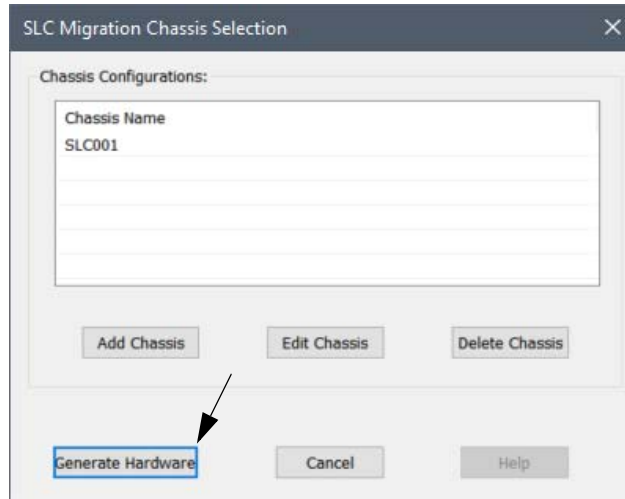 SLC Migration Chassis Selection
Chassis Configurations:
Chassis Name
SLC001
Add Chassis
Edit Chassis
Delete Chassis
Generate Hardware
Cancel
Help